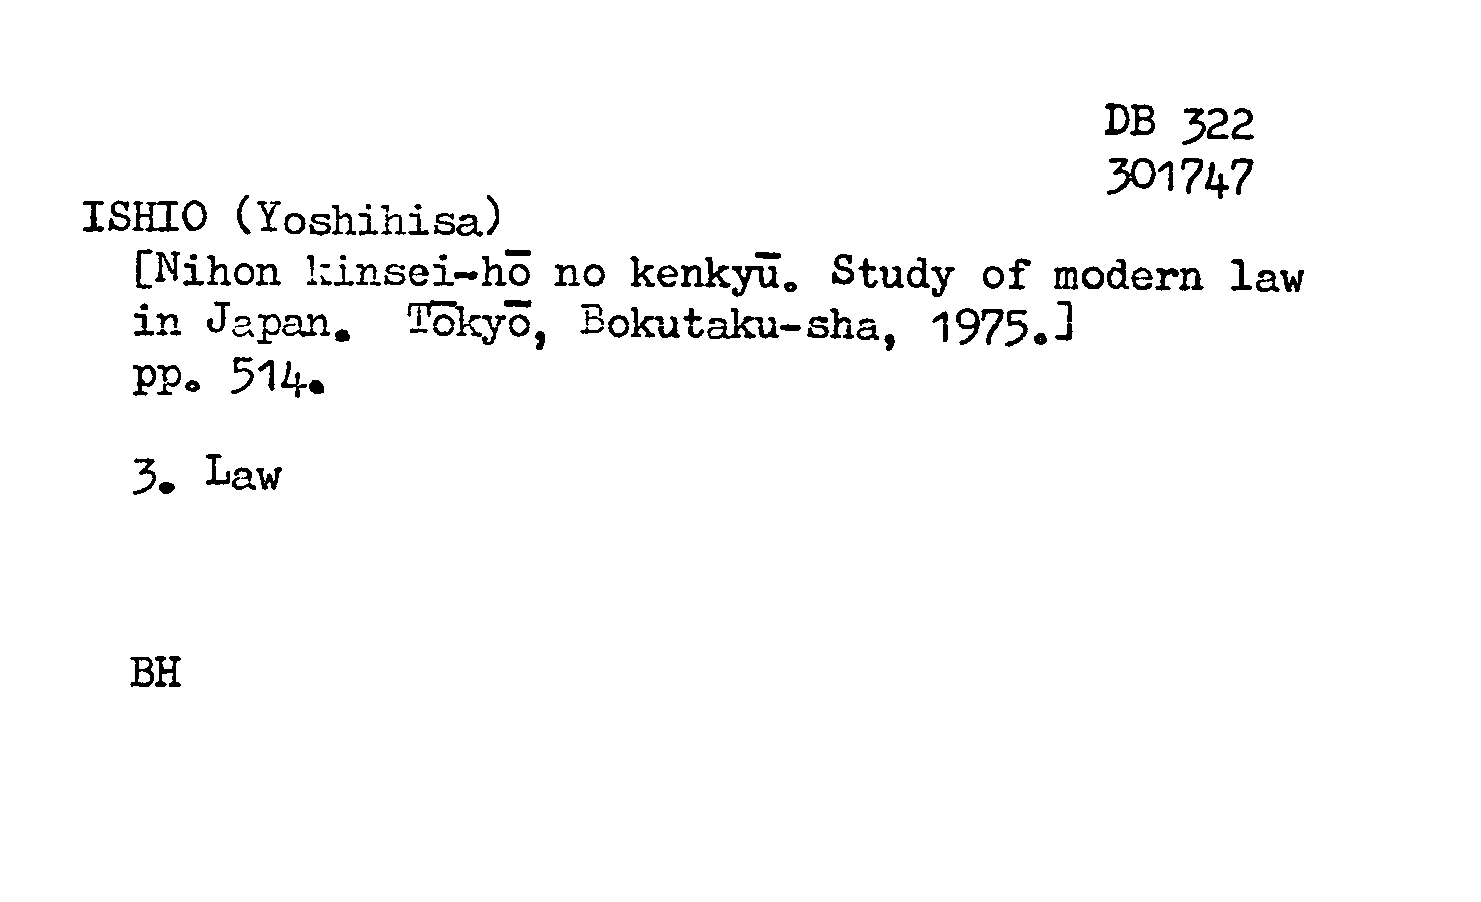 DB 322
301747
ISHIO (Yoshihisa)
[Nihon kinsei-hō no kenkyū. Study of modern law
in Japan. Tōkyō, Bokutaku-sha, 1975.]
pp. 514.
3. Law
BH